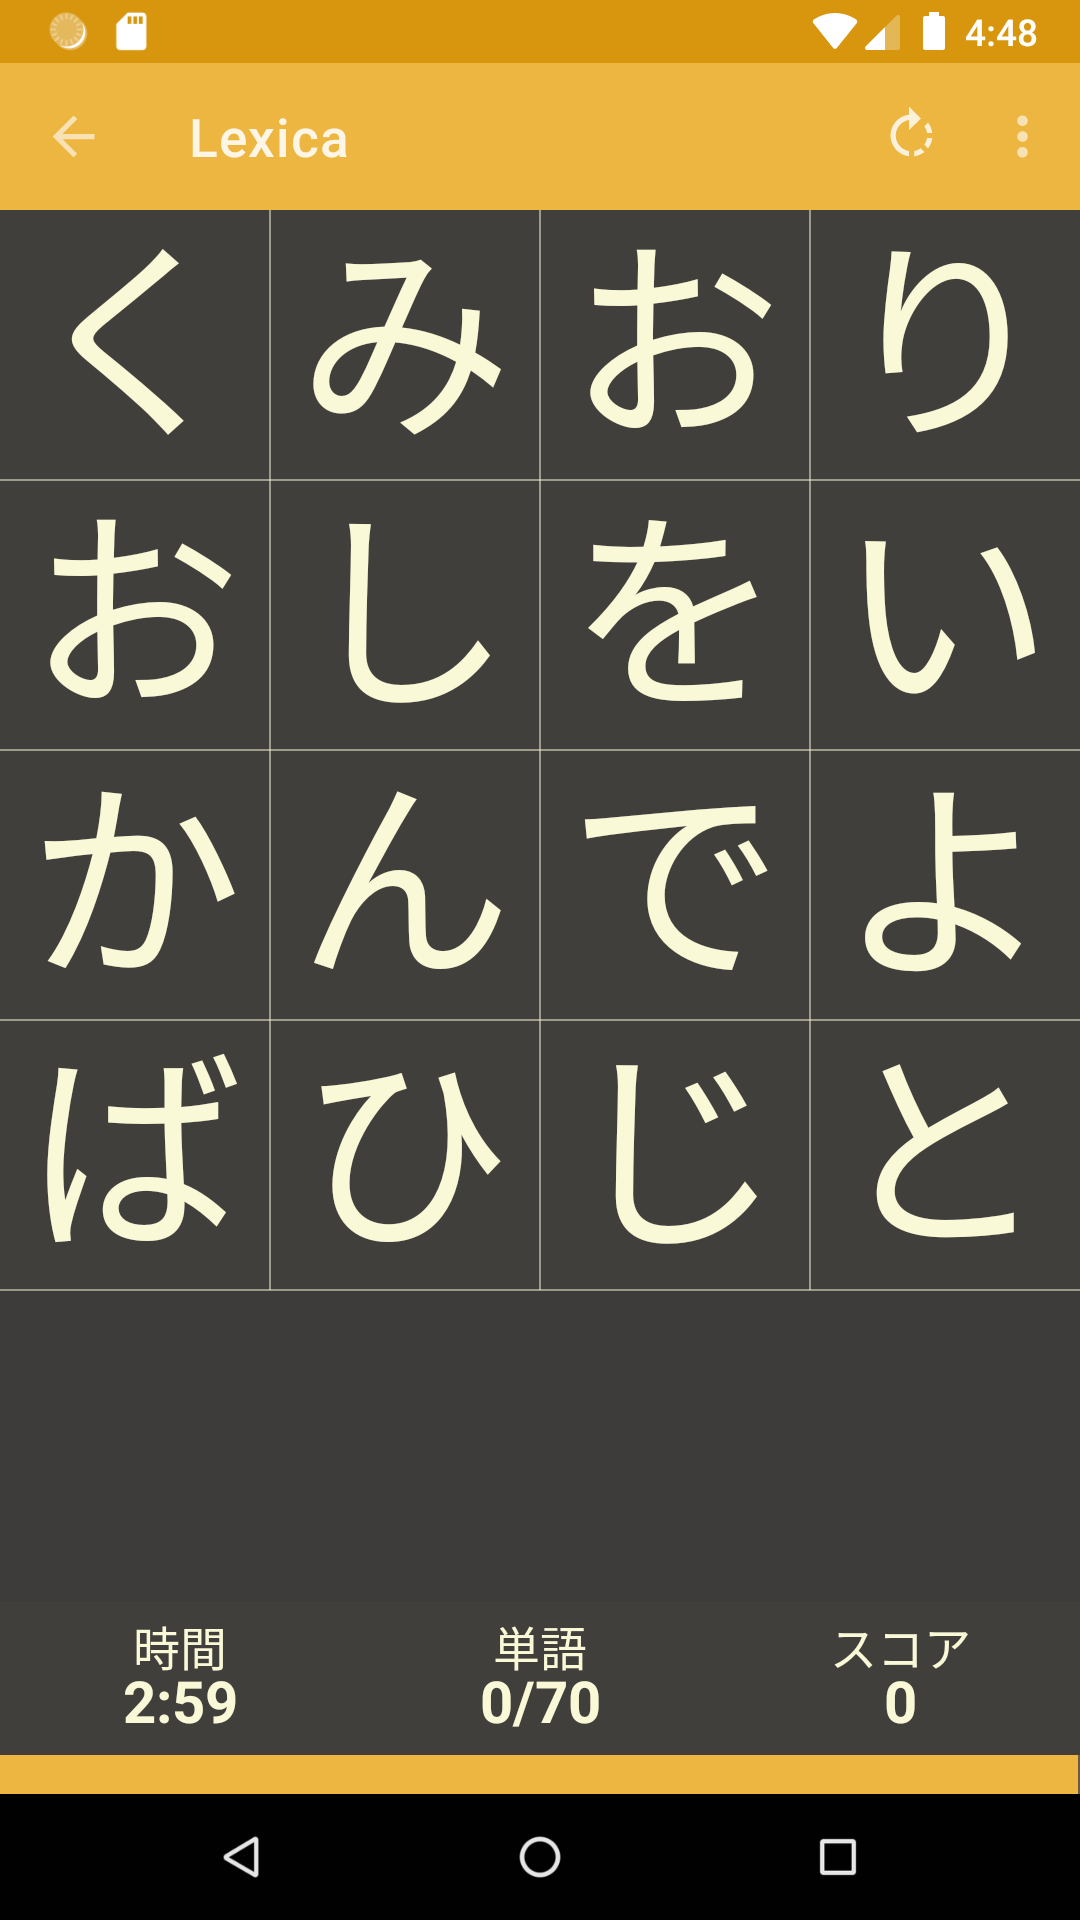 4:48
Lexica
く み お り
お し を い
か ん で よ
ば ひ じ と
時間 単語 スコア
2:59 0/70 0